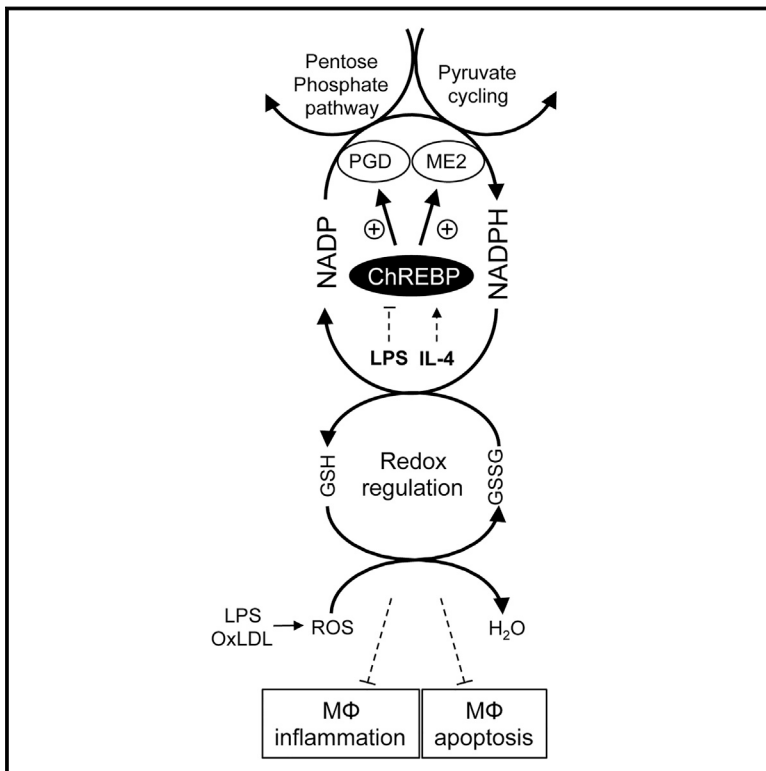 Pentose
Phosphate
pathway
Pyruvate
cycling
PGD
ME2
NADP
NADPH
+
+
ChREBP
LPS IL-4
GSH
Redox
regulation
GSSG
LPS
OxLDL
ROS
H₂O
MΦ
inflammation
MΦ
apoptosis